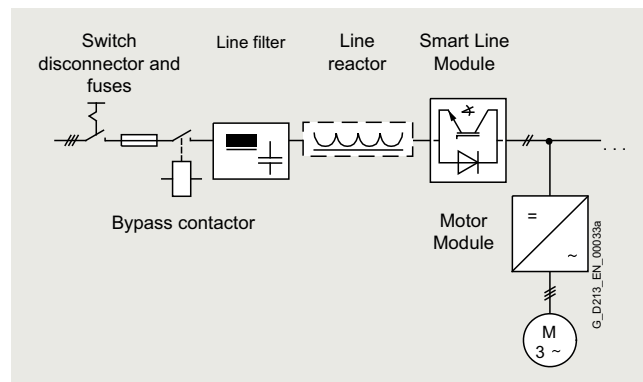 Switch
disconnector and
fuses
Line filter
Line
reactor
Smart Line
Module
Bypass contactor
Motor
Module
=
~
. . .
M
3 ~
G_D213_EN_00033a